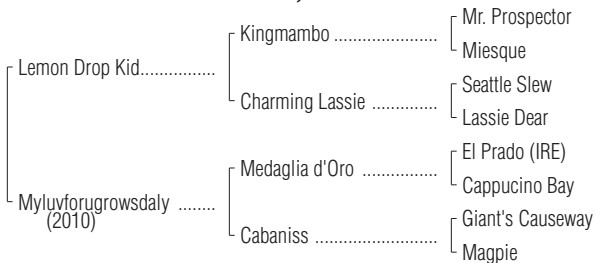 Mr. Prospector
Kingmambo ......................
Miesque
Lemon Drop Kid................
Seattle Slew
Charming Lassie ..............
Lassie Dear
El Prado (IRE)
Medaglia d'Oro ................
Cappucino Bay
Myluvforugrowsdaly ........
(2010)
Giant's Causeway
Cabaniss ..........................
Magpie